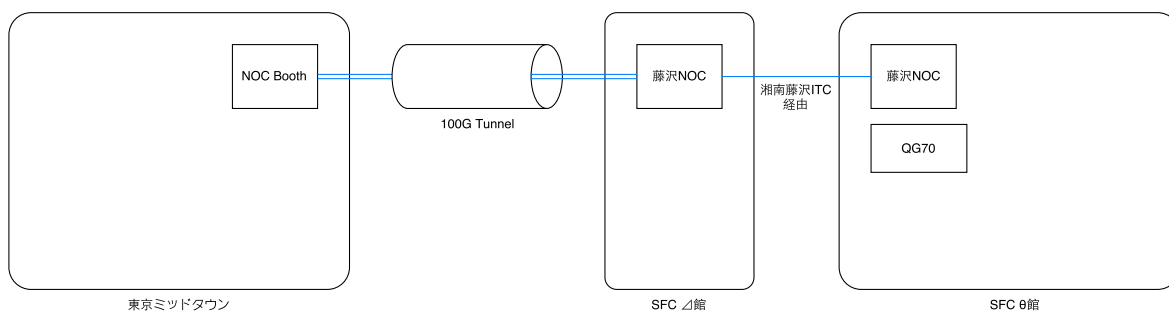 NOC Booth
100G Tunnel
藤沢NOC
湘南藤沢ITC
経由
藤沢NOC
QG70
東京ミッドタウン
SFC ⊿館
SFC θ館